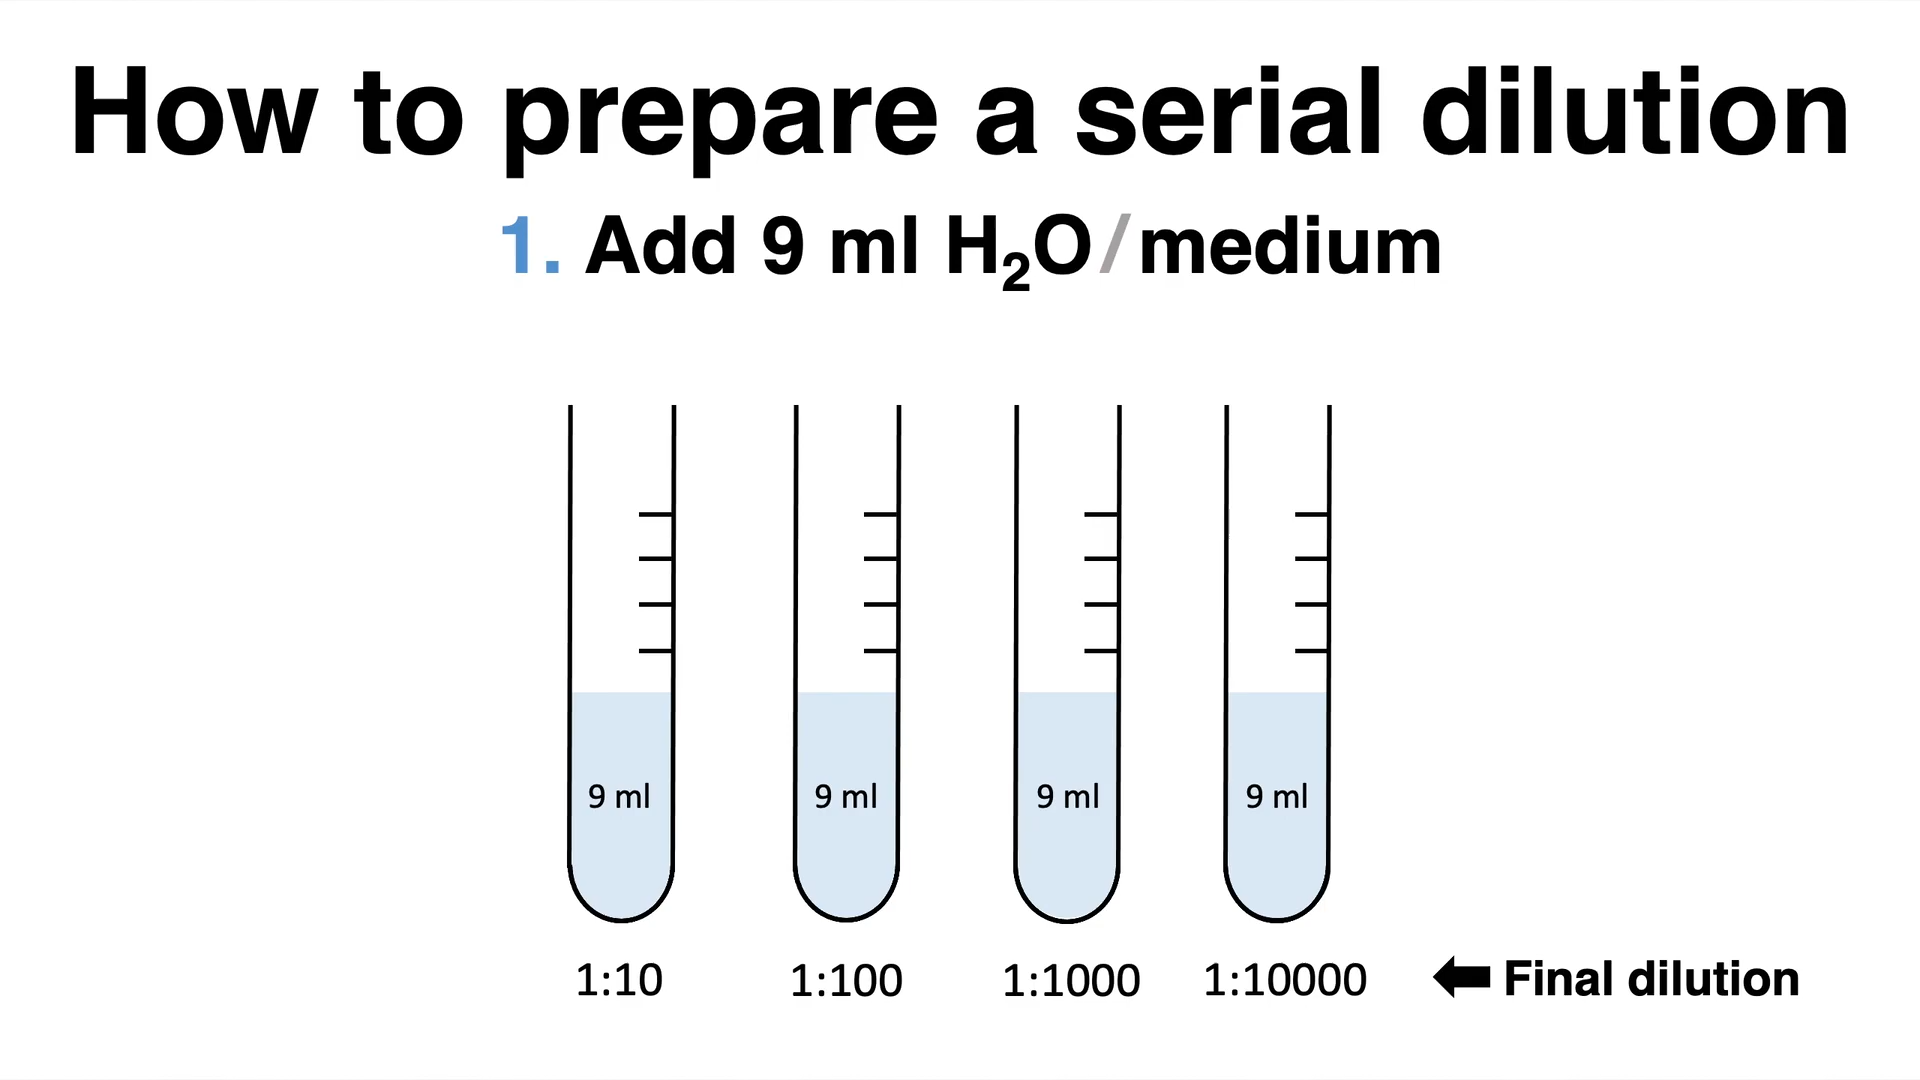 How to prepare a serial dilution
1. Add 9 ml H₂O/medium
9 ml 9 ml 9 ml 9 ml
1:10 1:100 1:1000 1:10000 Final dilution